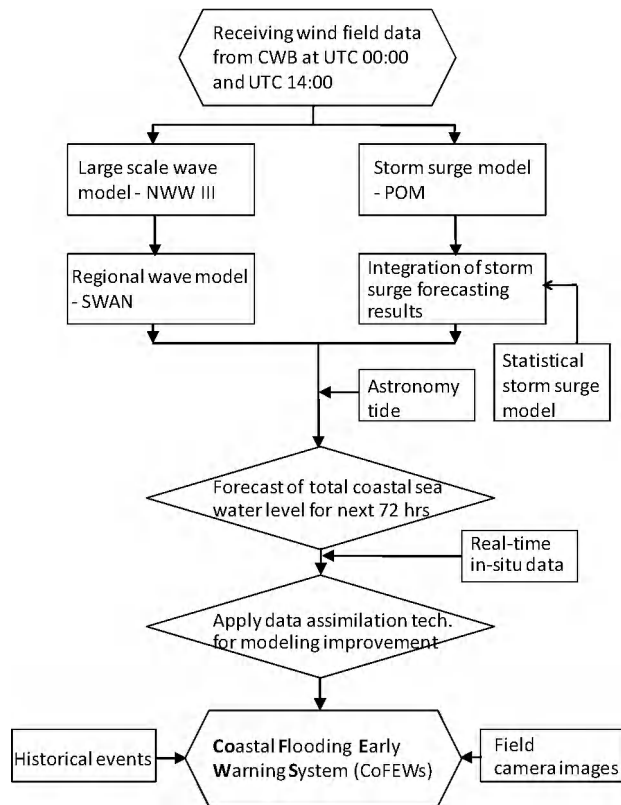 Receiving wind field data
from CWB at UTC 00:00
and UTC 14:00
Large scale wave
model - NWW III
Storm surge model
- POM
Regional wave model
- SWAN
Integration of storm
surge forecasting
results
Statistical
storm surge
model
Astronomy
tide
Forecast of total coastal sea
water level for next 72 hrs
Real-time
in-situ data
Apply data assimilation tech.
for modeling improvement
Historical events
Coastal Flooding Early
Warning System (CoFEWs)
Field
camera images